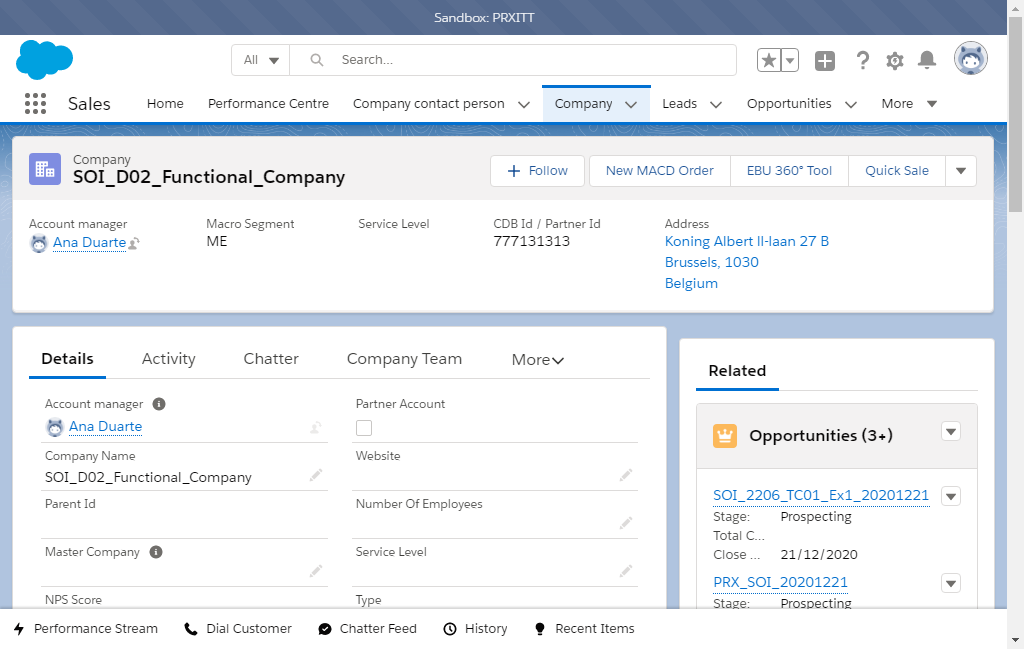 Sandbox: PRXITT
All
Search...
Sales
Home
Performance Centre
Company contact person
Company
Leads
Opportunities
More
Company
SOI_D02_Functional_Company
Follow
New MACD Order
EBU 360° Tool
Quick Sale
Account manager
Ana Duarte
Macro Segment
ME
Service Level
CDB Id / Partner Id
777131313
Address
Koning Albert II-laan 27 B
Brussels, 1030
Belgium
Details
Activity
Chatter
Company Team
More
Account manager
Ana Duarte
Partner Account
Company Name
SOI_D02_Functional_Company
Website
Parent Id
Number Of Employees
Master Company
Service Level
NPS Score
Type
Related
Opportunities (3+)
SOI_2206_TC01_Ex1_20201221
Stage: Prospecting
Total C...
Close ... 21/12/2020
PRX_SOI_20201221
Stage: Prospecting
Performance Stream
Dial Customer
Chatter Feed
History
Recent Items